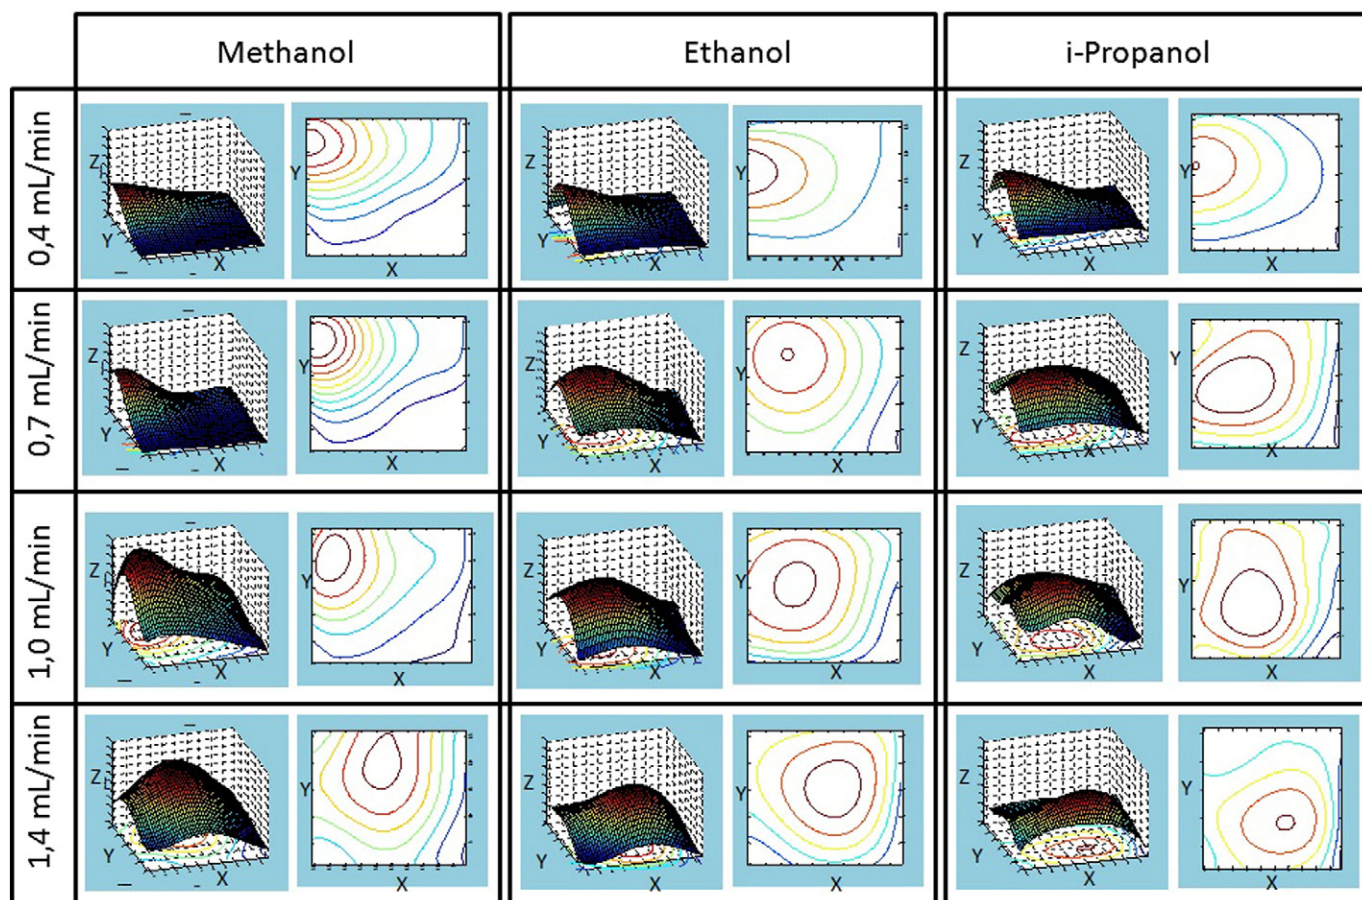 Methanol Ethanol i-Propanol
0,4 mL/min
Z Y X Y X Z Y X Y X Z Y X Y X
0,7 mL/min
Z Y X Y X Z Y X Y X Z Y X Y X
1,0 mL/min
Z Y X Y X Z Y X Y X Z Y X Y X
1,4 mL/min
Z Y X Y X Z Y X Y X Z Y X Y X